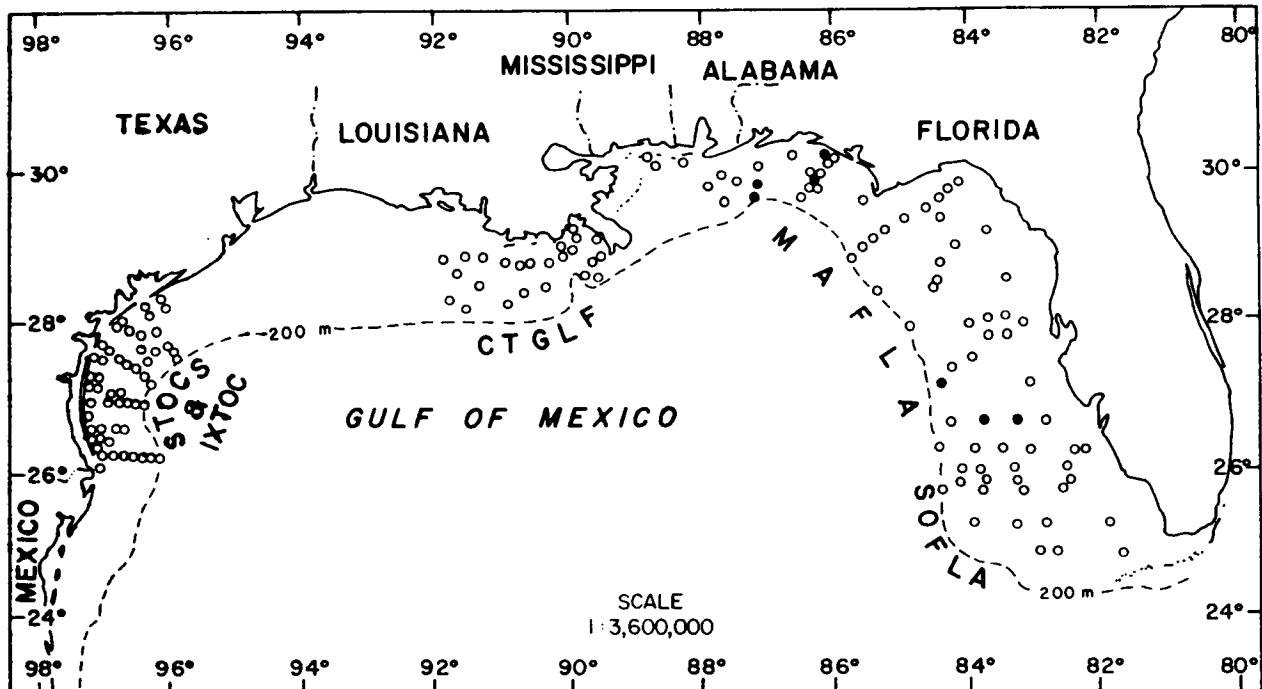 98° 96° 94° 92° 90° 88° 86° 84° 82° 80°
MISSISSIPPI ALABAMA
TEXAS LOUISIANA FLORIDA
30° 30°
MAFLA
28° 200 m CTGLF 28°
STOCS
&
IXTOC
GULF OF MEXICO
26° 26°
SOFLA
MEXICO
200 m
24° SCALE 24°
1:3,600,000
98° 96° 94° 92° 90° 88° 86° 84° 82° 80°